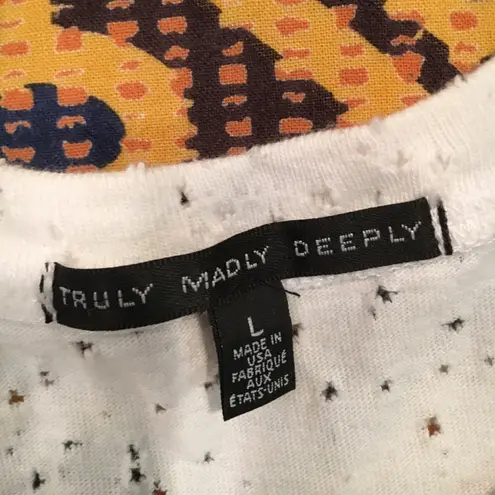 TRULY MADLY DEEPLY
L
MADE IN
USA
FABRIQUÉ
AUX
ÉTATS-UNIS